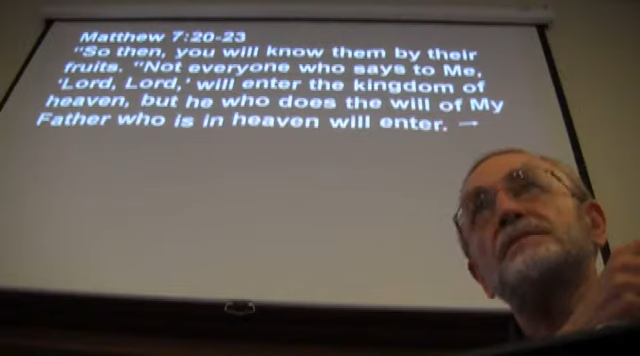 Matthew 7:20-23
"So then, you will know them by their
fruits. "Not everyone who says to Me,
'Lord, Lord,' will enter the kingdom of
heaven, but he who does the will of My
Father who is in heaven will enter. →